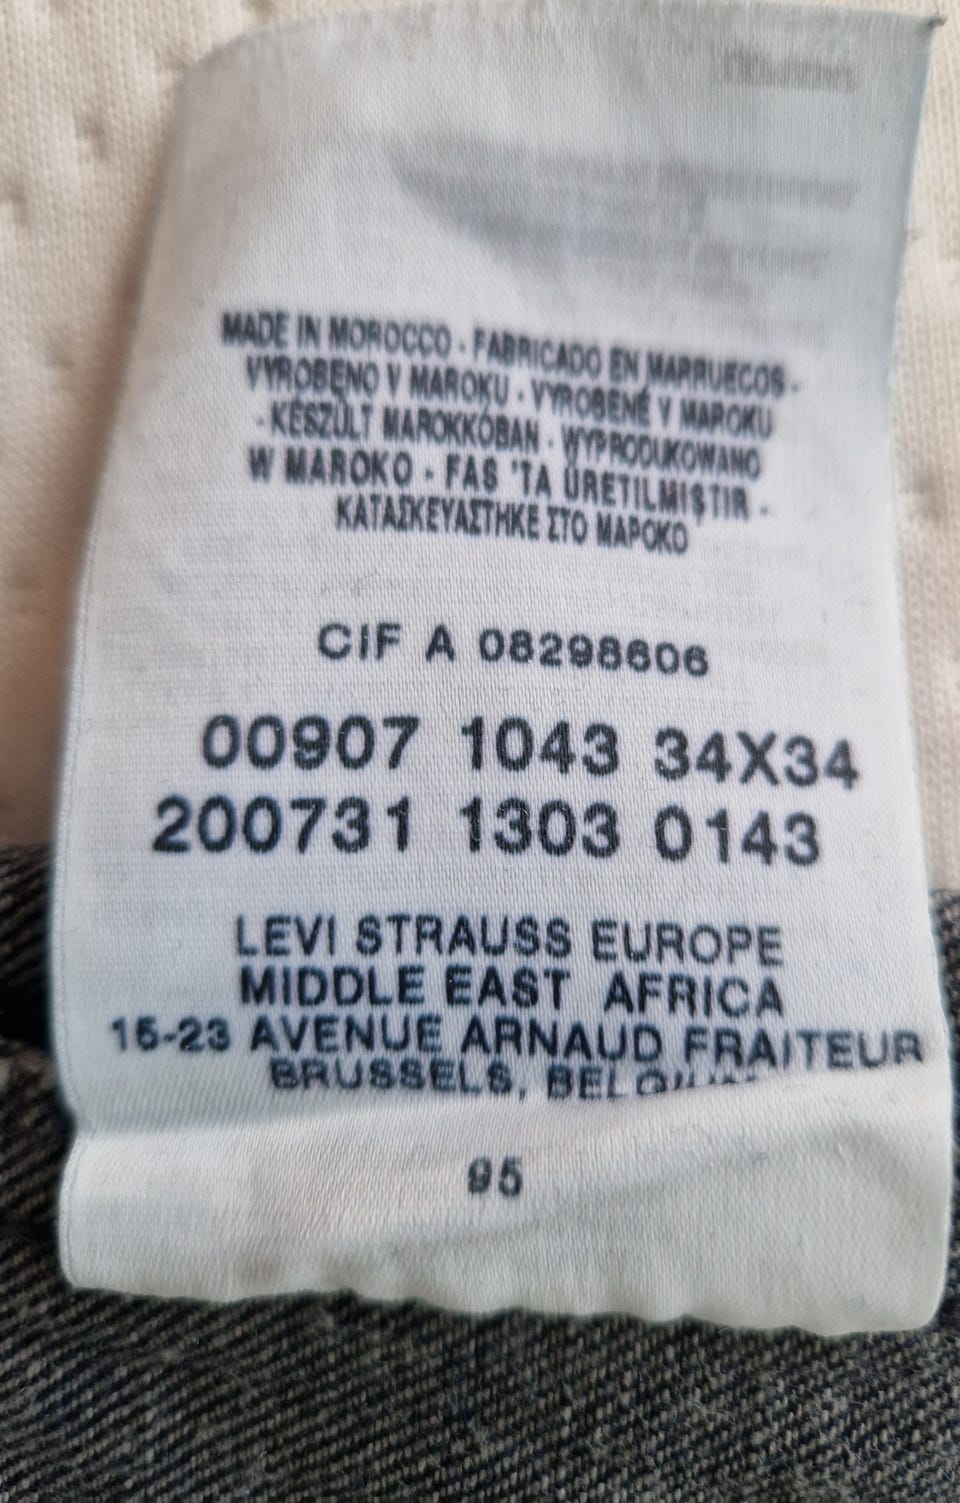 MADE IN MOROCCO - FABRICADO EN MARRUECOS -
VYROBENO V MAROKU - VYROBENÉ V MAROKU
- KÉSZÜLT MAROKKÓBAN - WYPRODUKOWANO
W MAROKO - FAS 'TA ÜRETILMIŞTIR -
ΚΑΤΑΣΚΕΥΑΣΤΗΚΕ ΣΤΟ ΜΑΡΟΚΟ
CIF A 08298606
00907 1043 34X34
200731 1303 0143
LEVI STRAUSS EUROPE
MIDDLE EAST AFRICA
15-23 AVENUE ARNAUD FRAITEUR
BRUSSELS, BELGIUM
95